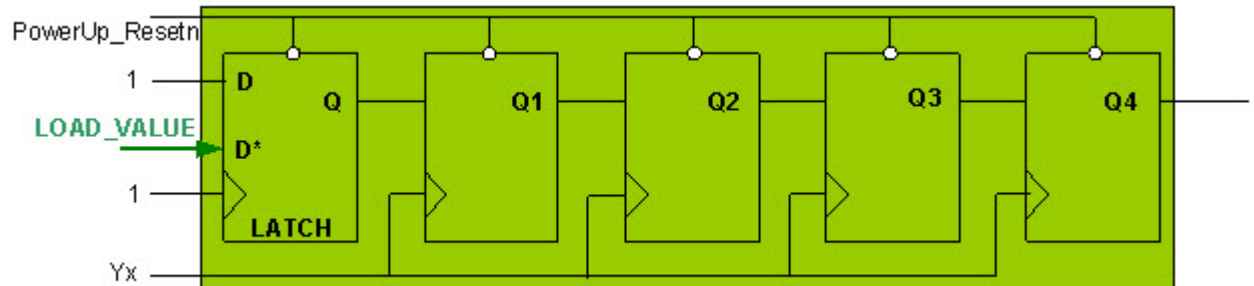 PowerUp_Resetn
1
D
Q
Q1
Q2
Q3
Q4
LOAD_VALUE
D*
1
LATCH
Yx